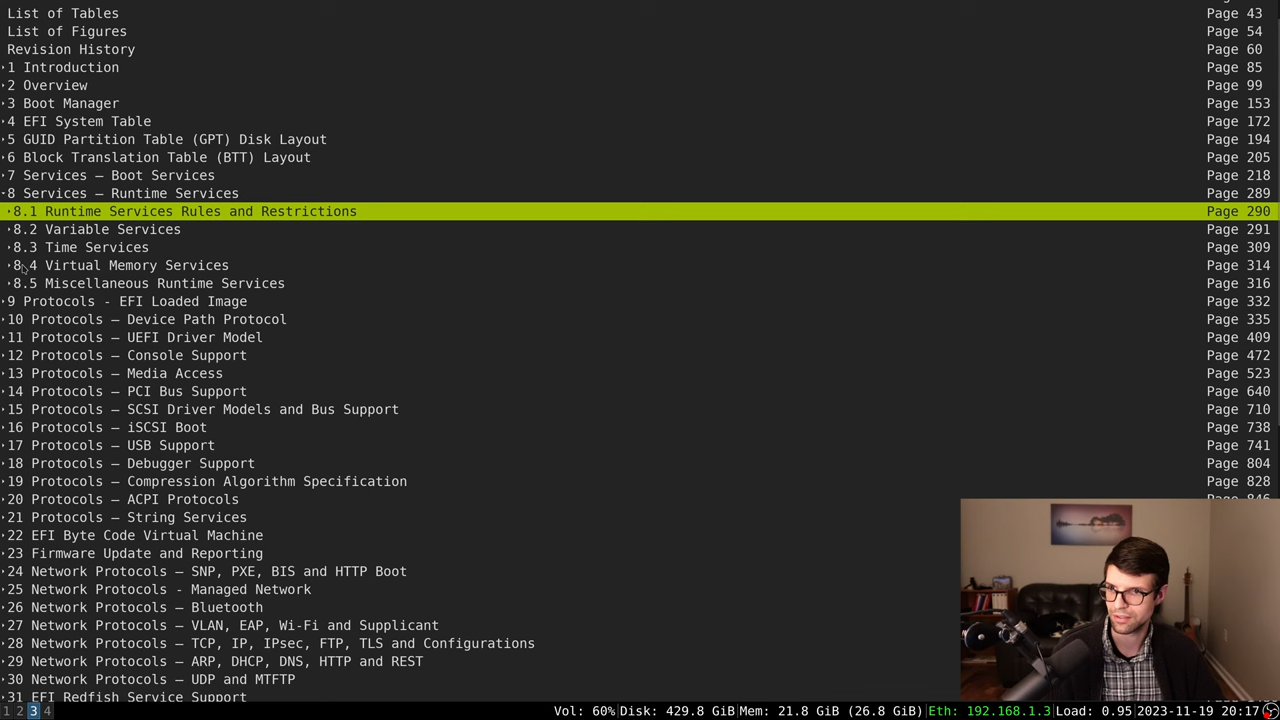 List of Tables Page 43
List of Figures Page 54
Revision History Page 60
1 Introduction Page 85
2 Overview Page 99
3 Boot Manager Page 153
4 EFI System Table Page 172
5 GUID Partition Table (GPT) Disk Layout Page 194
6 Block Translation Table (BTT) Layout Page 205
7 Services — Boot Services Page 218
8 Services — Runtime Services Page 289
8.1 Runtime Services Rules and Restrictions Page 290
8.2 Variable Services Page 291
8.3 Time Services Page 309
8.4 Virtual Memory Services Page 314
8.5 Miscellaneous Runtime Services Page 316
9 Protocols - EFI Loaded Image Page 332
10 Protocols — Device Path Protocol Page 335
11 Protocols — UEFI Driver Model Page 409
12 Protocols — Console Support Page 472
13 Protocols — Media Access Page 523
14 Protocols — PCI Bus Support Page 640
15 Protocols — SCSI Driver Models and Bus Support Page 710
16 Protocols — iSCSI Boot Page 738
17 Protocols — USB Support Page 741
18 Protocols — Debugger Support Page 804
19 Protocols — Compression Algorithm Specification Page 828
20 Protocols — ACPI Protocols Page 846
21 Protocols — String Services
22 EFI Byte Code Virtual Machine
23 Firmware Update and Reporting
24 Network Protocols — SNP, PXE, BIS and HTTP Boot
25 Network Protocols - Managed Network
26 Network Protocols — Bluetooth
27 Network Protocols — VLAN, EAP, Wi-Fi and Supplicant
28 Network Protocols — TCP, IP, IPsec, FTP, TLS and Configurations
29 Network Protocols — ARP, DHCP, DNS, HTTP and REST
30 Network Protocols — UDP and MTFTP
31 EFI Redfish Service Support
1 2 3 4 Vol: 60% Disk: 429.8 GiB Mem: 21.8 GiB (26.8 GiB) Eth: 192.168.1.3 Load: 0.95 2023-11-19 20:17